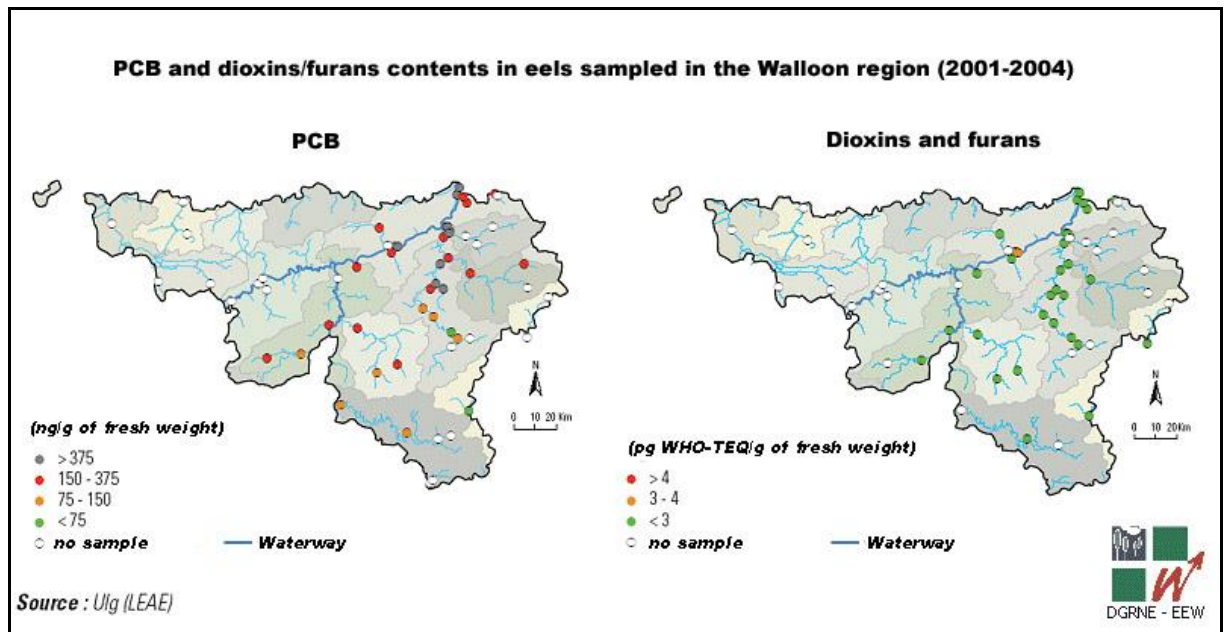 PCB and dioxins/furans contents in eels sampled in the Walloon region (2001-2004)
PCB
Dioxins and furans
N
0 10 20 Km
(ng/g of fresh weight)
> 375
150 - 375
75 - 150
< 75
no sample
Waterway
N
0 10 20Km
(pg WHO-TEQ/g of fresh weight)
> 4
3 - 4
< 3
no sample
Waterway
Source : Ulg (LEAE)
W
DGRNE - EEW